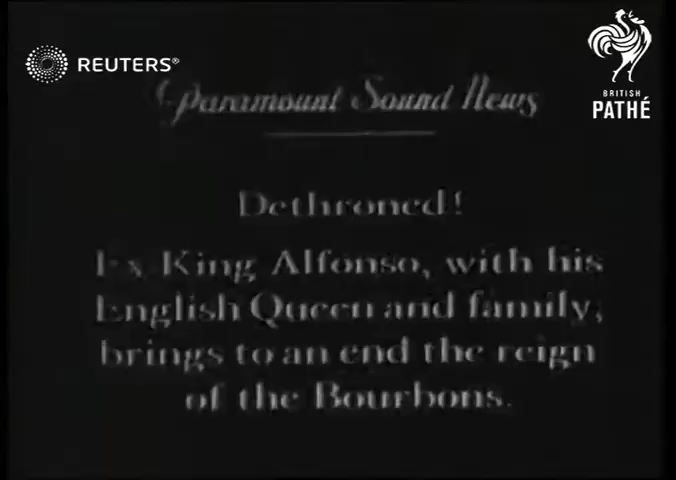 REUTERS®
BRITISH
PATHÉ
Paramount Sound News
Dethroned!
Ex King Alfonso, with his
English Queen and family,
brings to an end the reign
of the Bourbons.